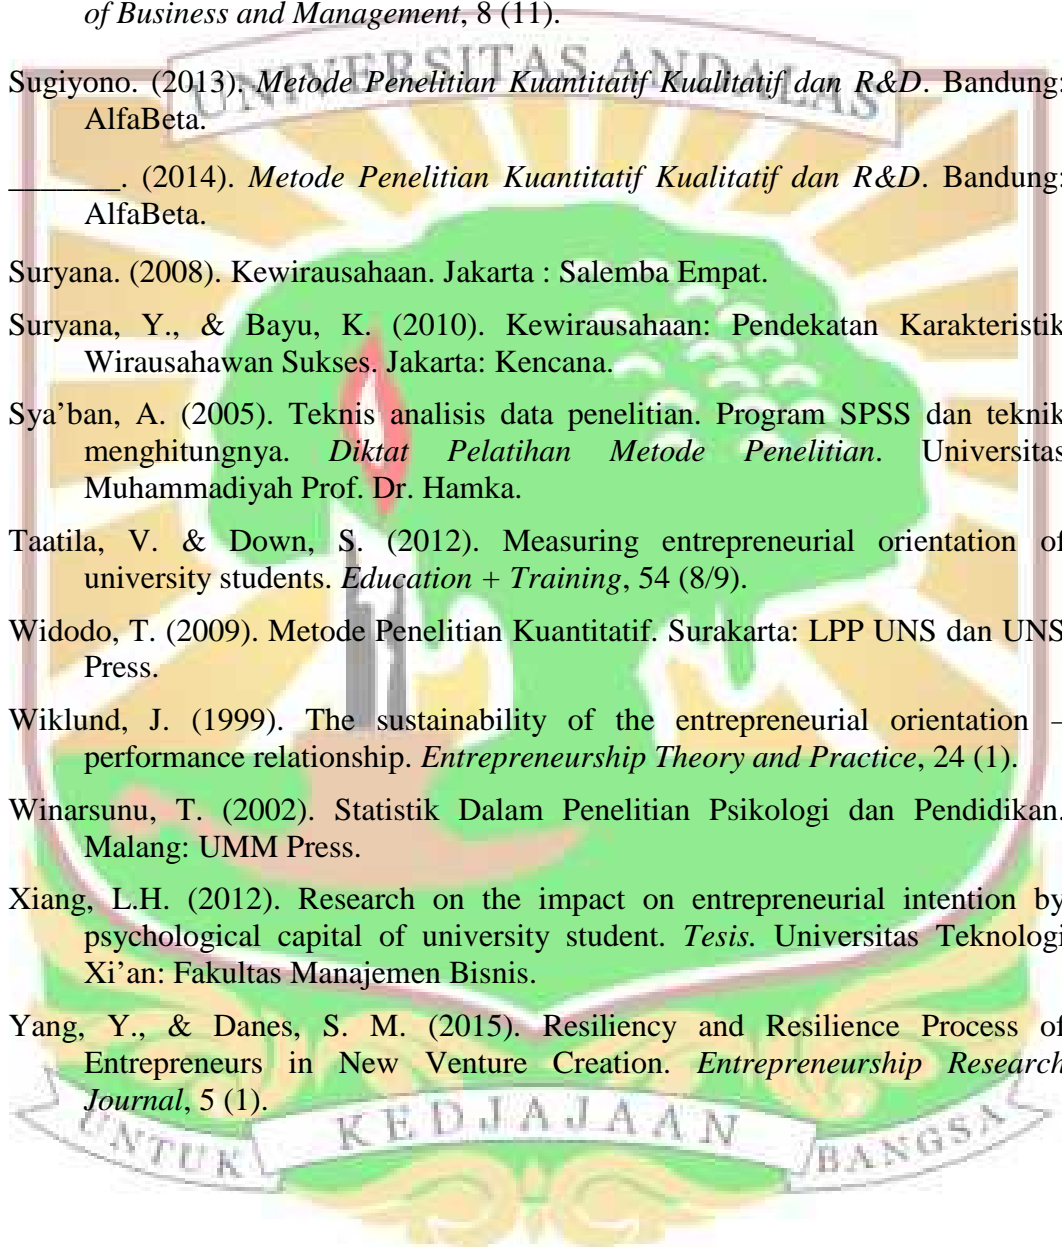 of Business and Management, 8 (11).
UNIVERSITAS ANDALAS
Sugiyono. (2013). Metode Penelitian Kuantitatif Kualitatif dan R&D. Bandung:
AlfaBeta.
_______. (2014). Metode Penelitian Kuantitatif Kualitatif dan R&D. Bandung:
AlfaBeta.
Suryana. (2008). Kewirausahaan. Jakarta : Salemba Empat.
Suryana, Y., & Bayu, K. (2010). Kewirausahaan: Pendekatan Karakteristik
Wirausahawan Sukses. Jakarta: Kencana.
Sya’ban, A. (2005). Teknis analisis data penelitian. Program SPSS dan teknik
menghitungnya. Diktat Pelatihan Metode Penelitian. Universitas
Muhammadiyah Prof. Dr. Hamka.
Taatila, V. & Down, S. (2012). Measuring entrepreneurial orientation of
university students. Education + Training, 54 (8/9).
Widodo, T. (2009). Metode Penelitian Kuantitatif. Surakarta: LPP UNS dan UNS
Press.
Wiklund, J. (1999). The sustainability of the entrepreneurial orientation –
performance relationship. Entrepreneurship Theory and Practice, 24 (1).
Winarsunu, T. (2002). Statistik Dalam Penelitian Psikologi dan Pendidikan.
Malang: UMM Press.
Xiang, L.H. (2012). Research on the impact on entrepreneurial intention by
psychological capital of university student. Tesis. Universitas Teknologi
Xi’an: Fakultas Manajemen Bisnis.
Yang, Y., & Danes, S. M. (2015). Resiliency and Resilience Process of
Entrepreneurs in New Venture Creation. Entrepreneurship Research
Journal, 5 (1).
UNTUK KEDJAJAAN BANGSA